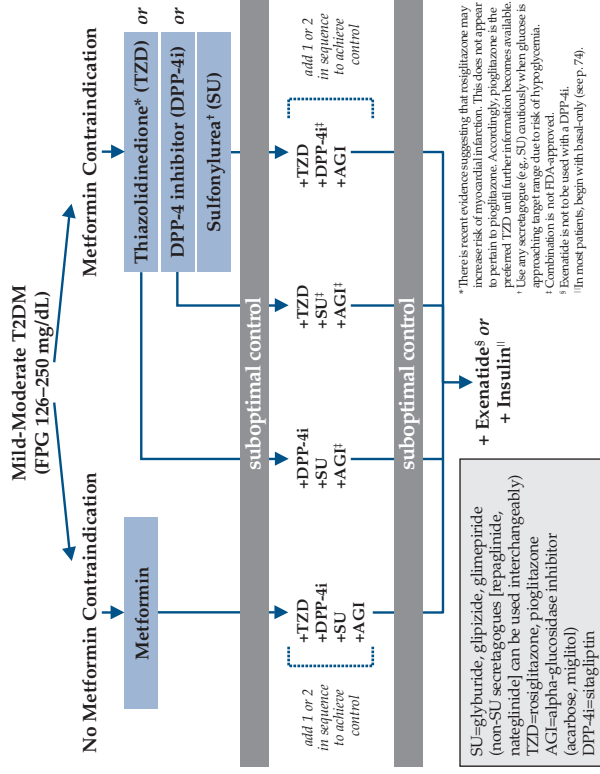 Mild-Moderate T2DM
(FPG 126–250 mg/dL)
No Metformin Contraindication
Metformin Contraindication
Metformin
Thiazolidinedione* (TZD)
or
DPP-4 inhibitor (DPP-4i)
or
Sulfonylurea† (SU)
suboptimal control
add 1 or 2
in sequence
to achieve
control
+TZD
+DPP-4i
+SU
+AGI
+DPP-4i
+SU
+AGI‡
+TZD
+SU‡
+AGI‡
+TZD
+DPP-4i‡
+AGI
add 1 or 2
in sequence
to achieve
control
suboptimal control
+ Exenatide§ or
+ Insulin||
SU=glyburide, glipizide, glimepiride
(non-SU secretagogues [repaglinide,
nateglinide] can be used interchangeably)
TZD=rosiglitazone, pioglitazone
AGI=alpha-glucosidase inhibitor
(acarbose, miglitol)
DPP-4i=sitagliptin
* There is recent evidence suggesting that rosiglitazone may
increase risk of myocardial infarction. This does not appear
to pertain to pioglitazone. Accordingly, pioglitazone is the
preferred TZD until further information becomes available.
† Use any secretagogue (e.g., SU) cautiously when glucose is
approaching target range due to risk of hypoglycemia.
‡ Combination is not FDA-approved.
§ Exenatide is not to be used with a DPP-4i.
|| In most patients, begin with basal-only (see p. 74).